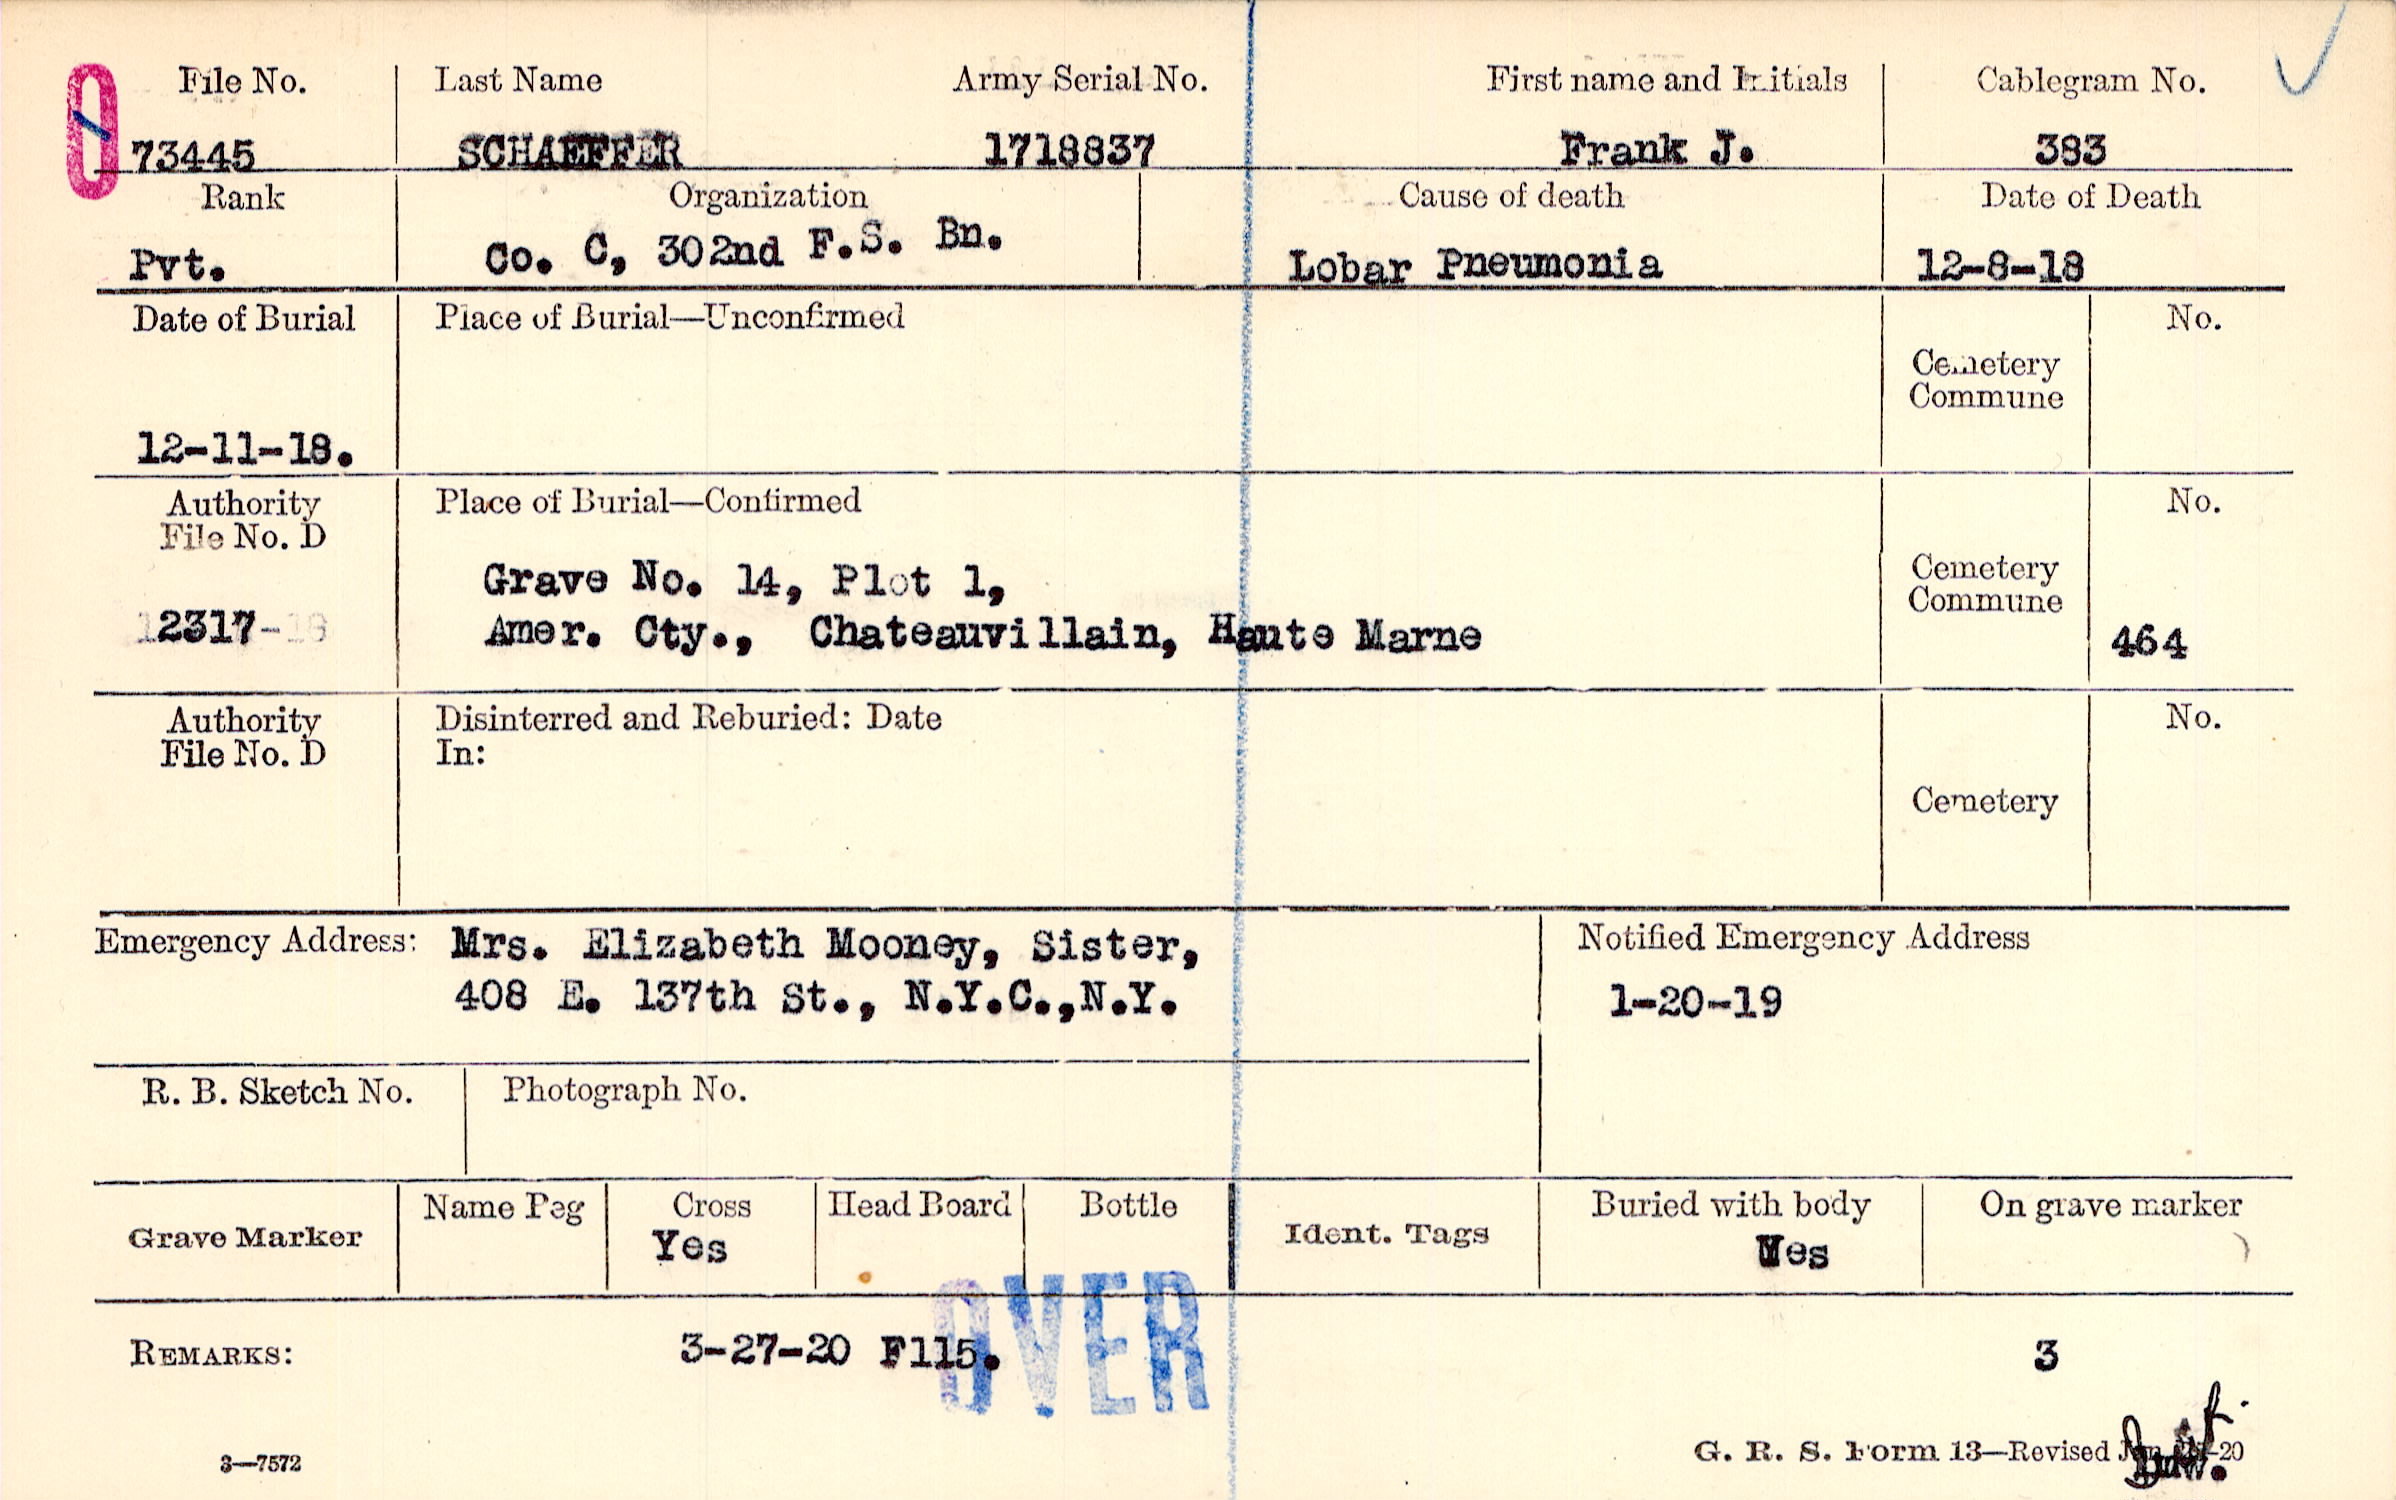 File No. Last Name Army Serial No. First name and Initials Cablegram No.
73445 SCHAEFFER 1718837 Frank J. 383
Rank Organization Cause of death Date of Death
Pvt. Co. C, 302nd F.S. Bn. Lobar Pneumonia 12-8-18
Date of Burial Place of Burial—Unconfirmed No.
Cemetery
Commune
12-11-18.
Authority Place of Burial—Confirmed No.
File No. D
Grave No. 14, Plot 1, Cemetery
Commune
12317-18 Amer. Cty., Chateauvillain, Haute Marne 464
Authority Disinterred and Reburied: Date No.
File No. D In:
Cemetery
Emergency Address: Mrs. Elizabeth Mooney, Sister, Notified Emergency Address
408 E. 137th St., N.Y.C.,N.Y. 1-20-19
R. B. Sketch No. Photograph No.
Name Peg Cross Head Board Bottle Buried with body On grave marker
Grave Marker Yes Ident. Tags Yes
OVER
REMARKS: 3-27-20 F115. 3
3—7572 G. R. S. Form 13—Revised